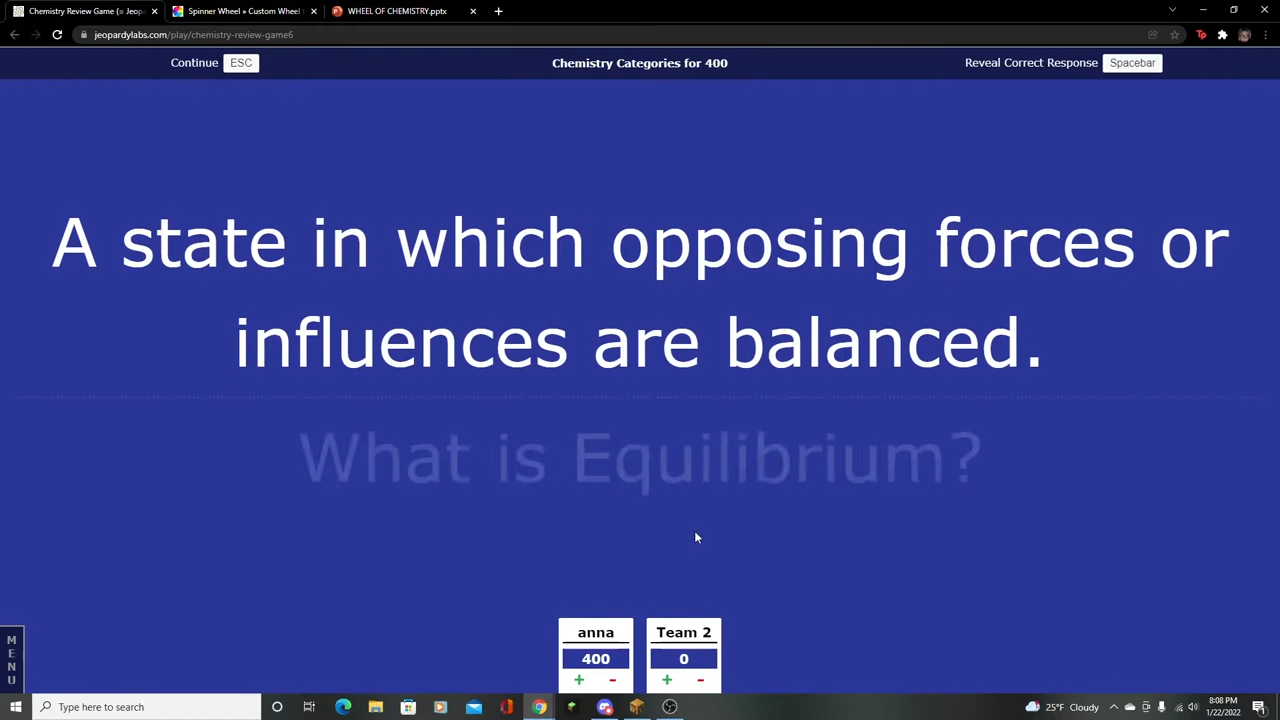 Chemistry Review Game (= Jeop
Spinner Wheel » Custom Wheel
WHEEL OF CHEMISTRY.pptx
jeopardylabs.com/play/chemistry-review-game6
Continue ESC
Chemistry Categories for 400
Reveal Correct Response Spacebar
A state in which opposing forces or
influences are balanced.
What is Equilibrium?
anna
Team 2
400
0
+ -
+ -
MENU
Type here to search
25°F Cloudy
8:08 PM
1/22/2022